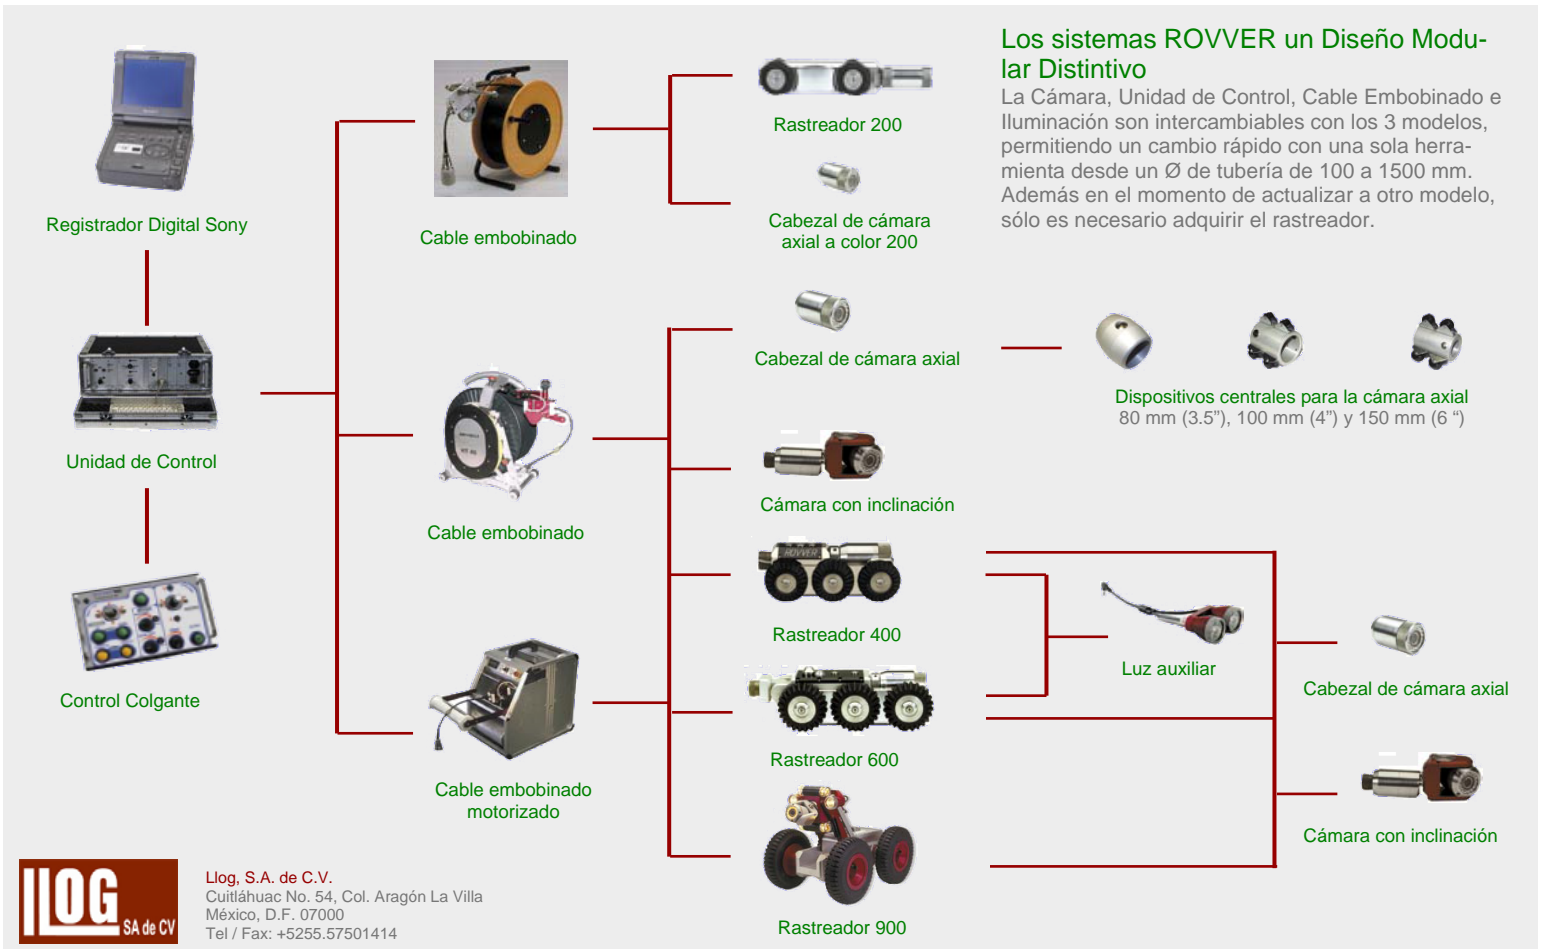 Los sistemas ROVVER un Diseño Modu-
lar Distintivo
La Cámara, Unidad de Control, Cable Embobinado e
Iluminación son intercambiables con los 3 modelos,
permitiendo un cambio rápido con una sola herra-
mienta desde un Ø de tubería de 100 a 1500 mm.
Además en el momento de actualizar a otro modelo,
sólo es necesario adquirir el rastreador.
Registrador Digital Sony
Unidad de Control
Control Colgante
Cable embobinado
Cable embobinado
Cable embobinado
motorizado
Rastreador 200
Cabezal de cámara
axial a color 200
Cabezal de cámara axial
Cámara con inclinación
ROVVER
Rastreador 400
Rastreador 600
Rastreador 900
Dispositivos centrales para la cámara axial
80 mm (3.5”), 100 mm (4”) y 150 mm (6 “)
Luz auxiliar
Cabezal de cámara axial
Cámara con inclinación
LLOG
SA de CV
Llog, S.A. de C.V.
Cuitláhuac No. 54, Col. Aragón La Villa
México, D.F. 07000
Tel / Fax: +5255.57501414